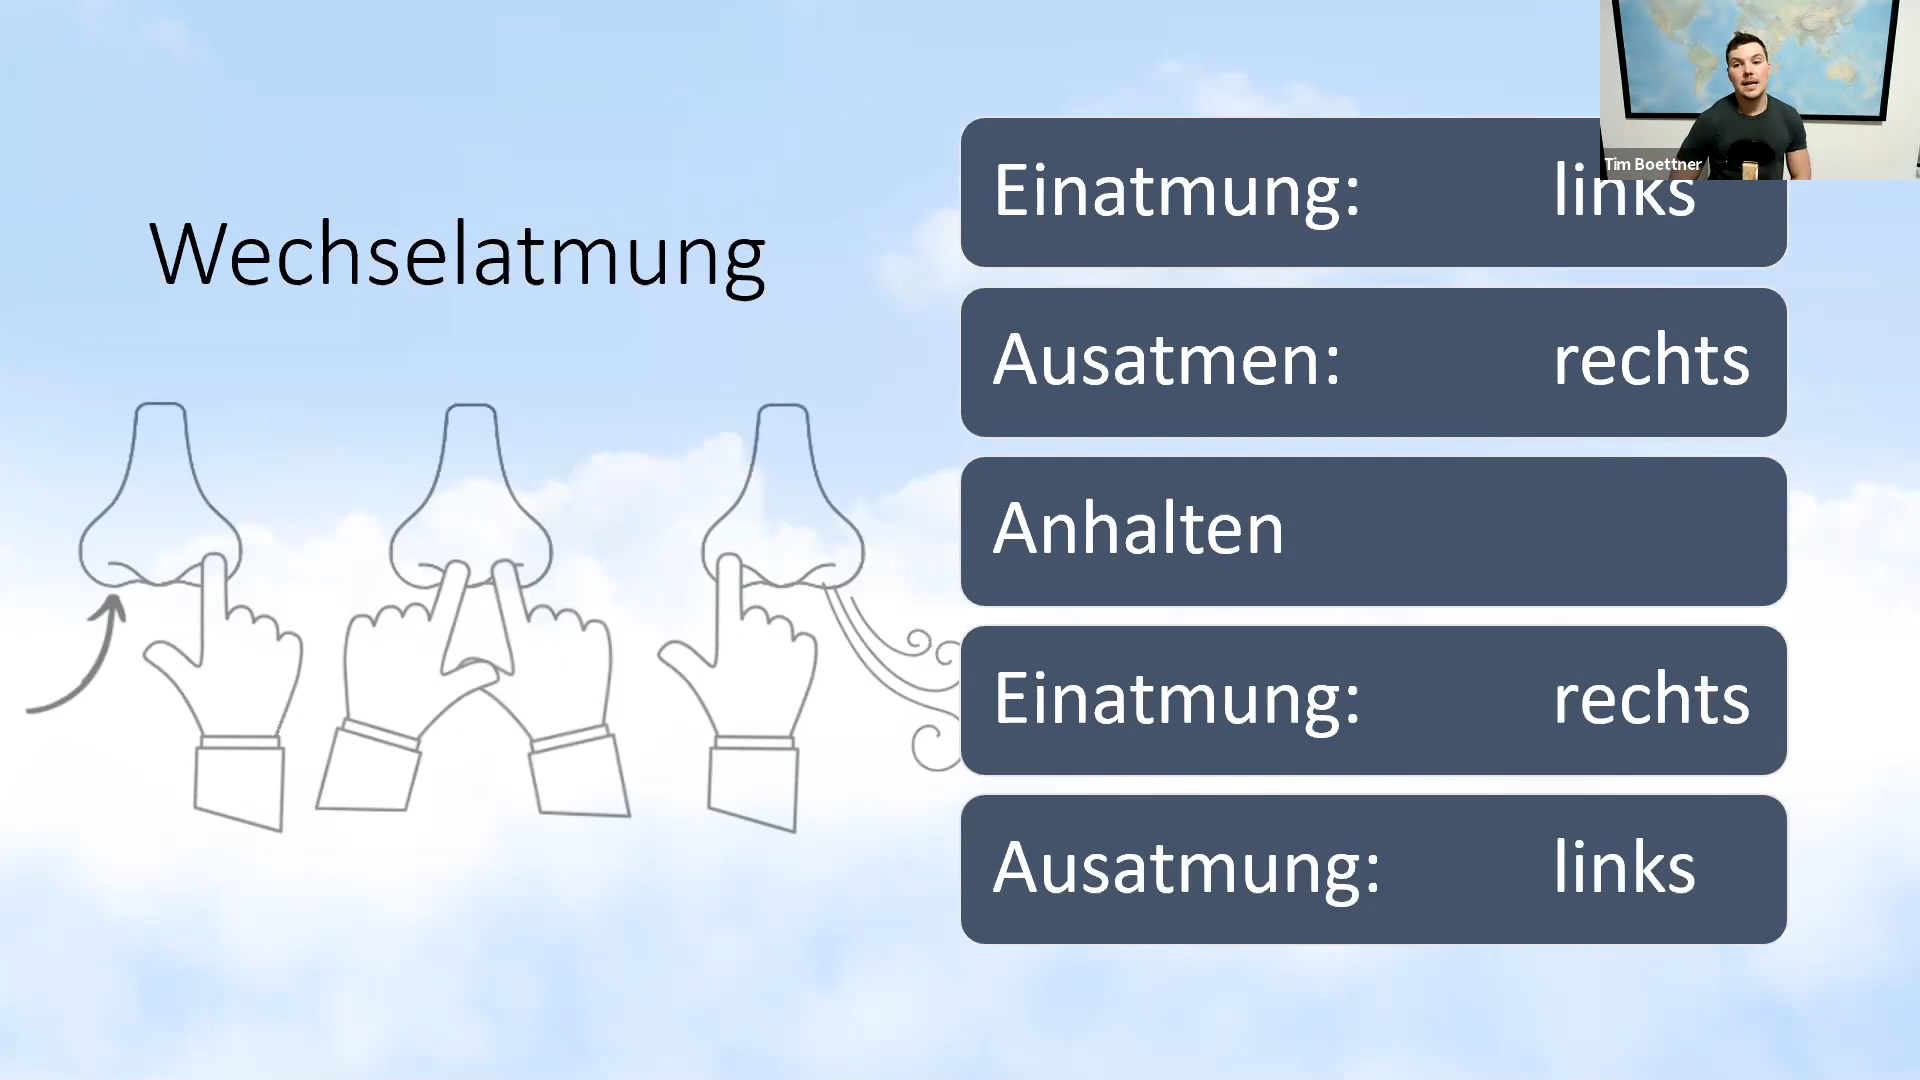 Wechselatmung
Einatmung: links
Ausatmen: rechts
Anhalten
Einatmung: rechts
Ausatmung: links
Tim Boettner